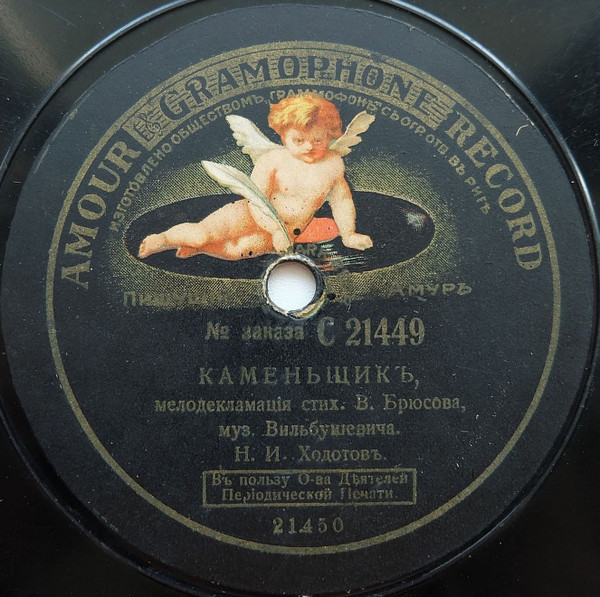 AMOUR GRAMOPHONE RECORD
ИЗГОТОВЛЕНО ОБЩЕСТВОМЪ ГРАММОФОНЪ СЪ ОГР. ОТВ. ВЪ РИГѢ
АМУРЪ
№ заказа С 21449
КАМЕНЬЩИКЪ,
мелодекламація стих. В. Брюсова,
муз. Вильбушевича.
Н. И. Ходотовъ.
Въ пользу О-ва Дѣятелей
Періодической Печати.
21450